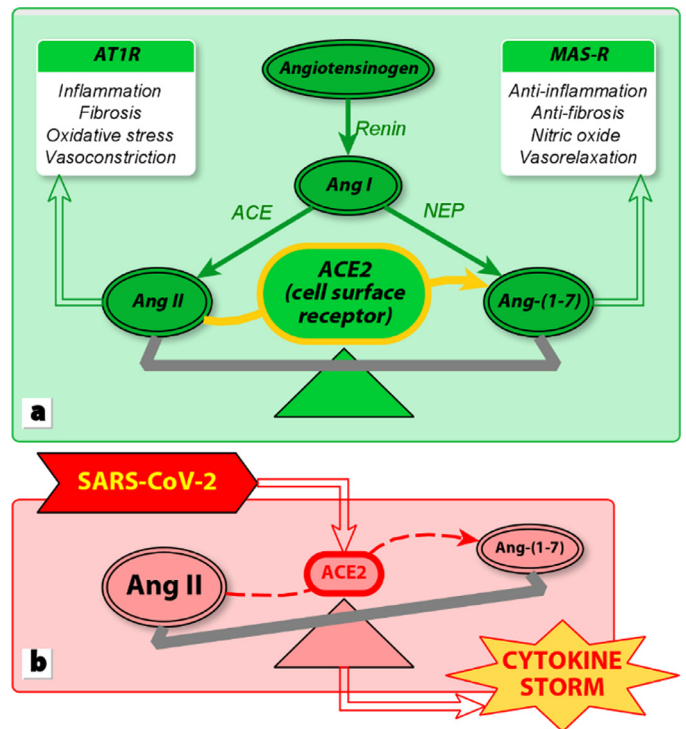 AT1R
Inflammation
Fibrosis
Oxidative stress
Vasoconstriction
Angiotensinogen
MAS-R
Anti-inflammation
Anti-fibrosis
Nitric oxide
Vasorelaxation
Renin
Ang I
ACE
NEP
Ang II
ACE2
(cell surface
receptor)
Ang-(1-7)
a
SARS-CoV-2
Ang II
ACE2
Ang-(1-7)
b
CYTOKINE
STORM